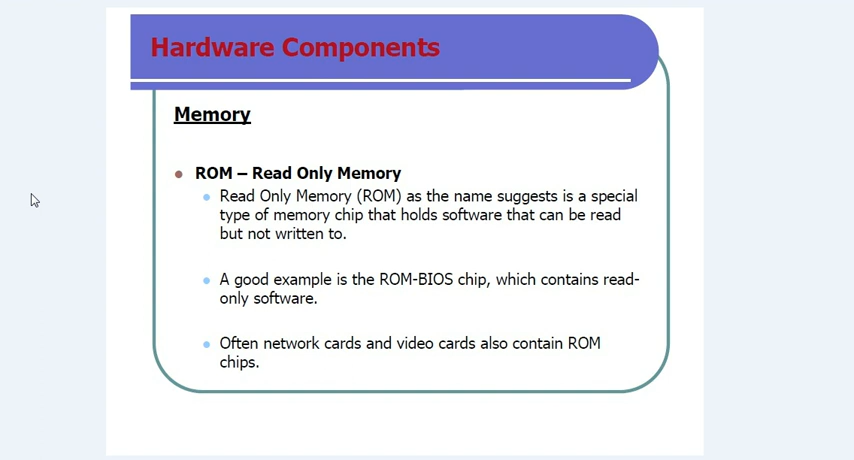 Hardware Components
Memory
ROM – Read Only Memory
Read Only Memory (ROM) as the name suggests is a special
type of memory chip that holds software that can be read
but not written to.
A good example is the ROM-BIOS chip, which contains read-
only software.
Often network cards and video cards also contain ROM
chips.